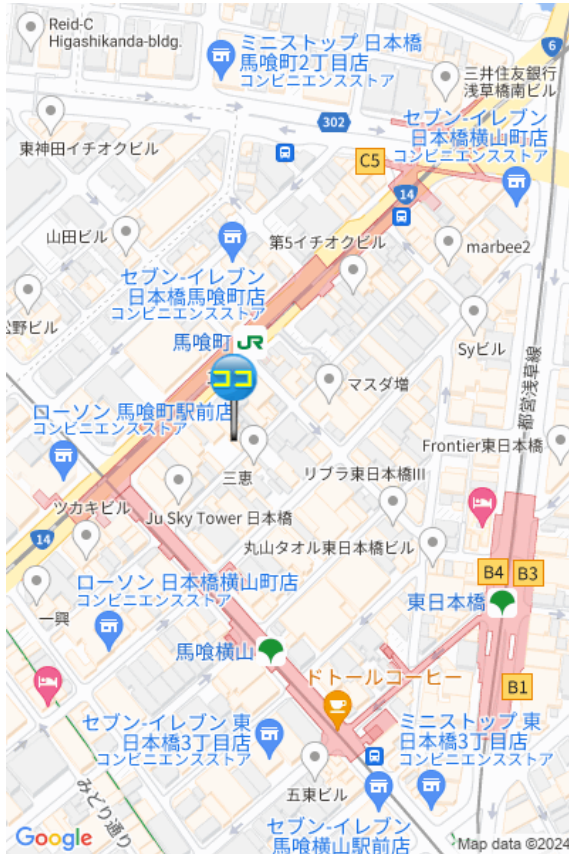 Reid-C
Higashikanda-bldg.
ミニストップ 日本橋
馬喰町2丁目店
コンビニエンスストア
6
三井住友銀行
浅草橋南ビル
302
セブン-イレブン
日本橋横山町店
コンビニエンスストア
東神田イチオクビル
C5
14
山田ビル
第5イチオクビル
marbee2
セブン-イレブン
日本橋馬喰町店
コンビニエンスストア
松野ビル
馬喰町
JR
Syビル
都営浅草線
ココ
マスダ増
ローソン 馬喰町駅前店
コンビニエンスストア
Frontier東日本橋
三恵
リブラ東日本橋III
ツカキビル
Ju Sky Tower 日本橋
14
丸山タオル東日本橋ビル
B4
B3
ローソン 日本橋横山町店
コンビニエンスストア
東日本橋
一興
馬喰横山
ドトールコーヒー
B1
セブン-イレブン 東
日本橋3丁目店
コンビニエンスストア
ミニストップ 東
日本橋3丁目店
コンビニエンスストア
五東ビル
みどり通り
セブン-イレブン
馬喰横山駅前店
Google
Map data ©2024